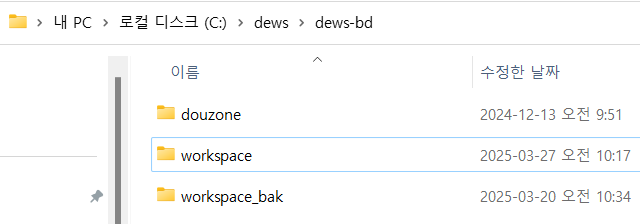 내 PC > 로컬 디스크 (C:) > dews > dews-bd
이름 수정한 날짜
douzone 2024-12-13 오전 9:51
workspace 2025-03-27 오전 10:17
workspace_bak 2025-03-20 오전 10:34